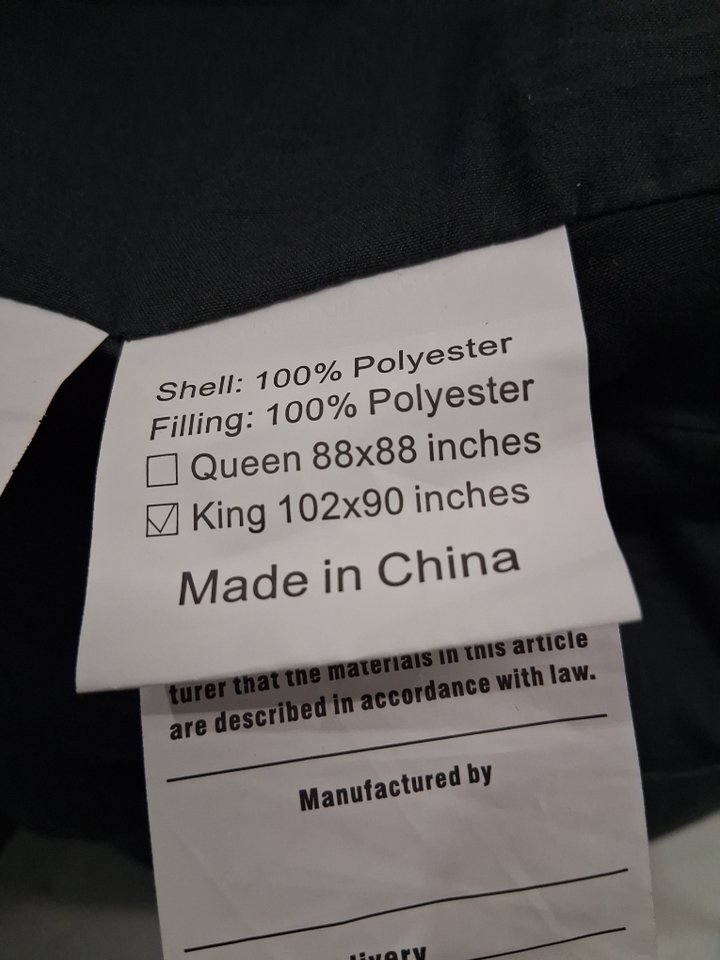 Shell: 100% Polyester
Filling: 100% Polyester
☐ Queen 88x88 inches
☑ King 102x90 inches
Made in China
turer that the materials in this article
are described in accordance with law.
Manufactured by